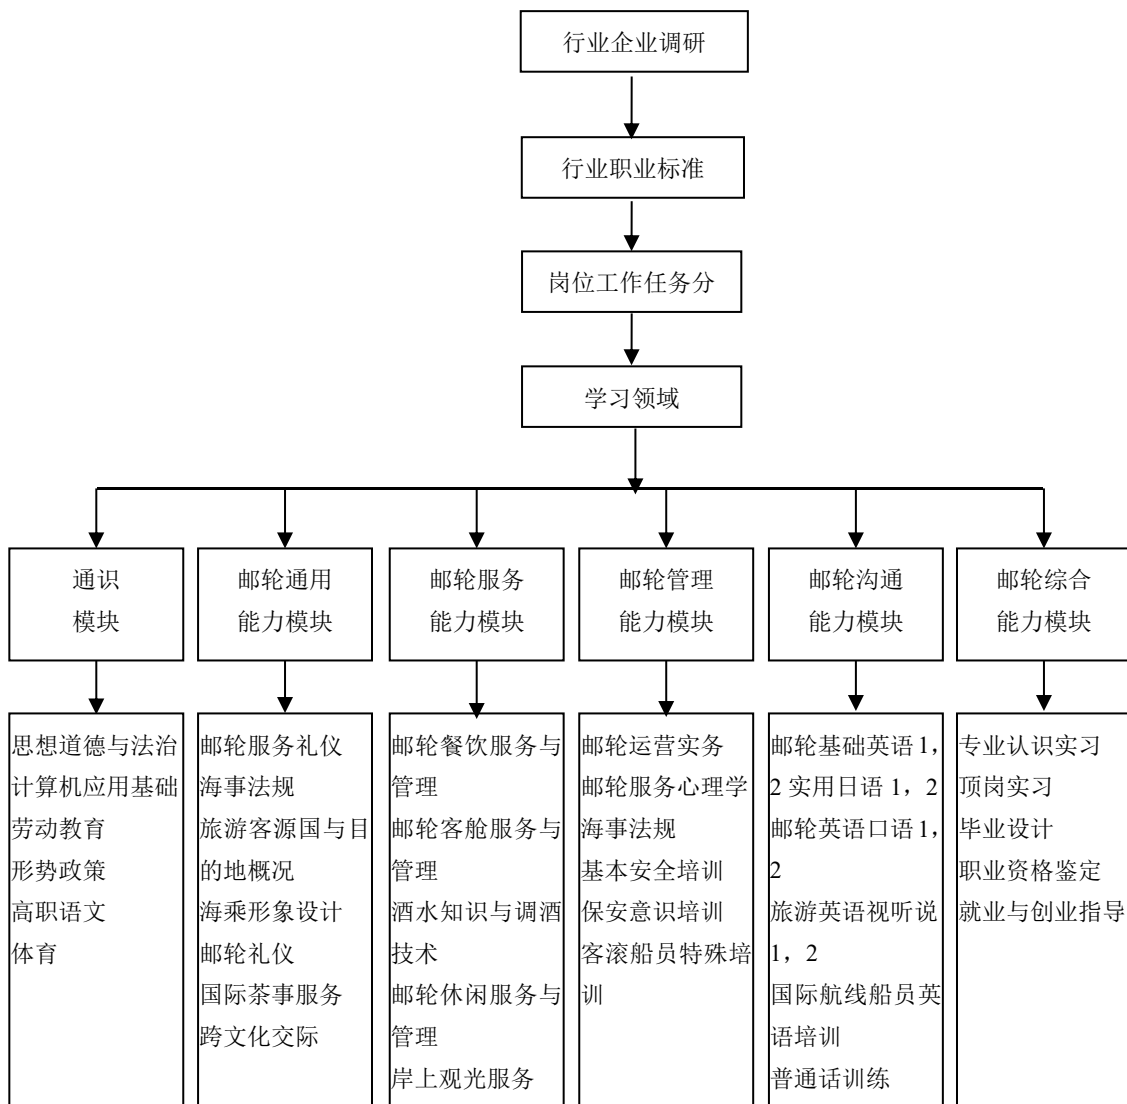 行业企业调研
行业职业标准
岗位工作任务分
学习领域
通识
模块
邮轮通用
能力模块
邮轮服务
能力模块
邮轮管理
能力模块
邮轮沟通
能力模块
邮轮综合
能力模块
思想道德与法治
计算机应用基础
劳动教育
形势政策
高职语文
体育
邮轮服务礼仪
海事法规
旅游客源国与目
的地概况
海乘形象设计
邮轮礼仪
国际茶事服务
跨文化交际
邮轮餐饮服务与
管理
邮轮客舱服务与
管理
酒水知识与调酒
技术
邮轮休闲服务与
管理
岸上观光服务
邮轮运营实务
邮轮服务心理学
海事法规
基本安全培训
保安意识培训
客滚船员特殊培
训
邮轮基础英语 1，
2 实用日语 1，2
邮轮英语口语 1，
2
旅游英语视听说
1，2
国际航线船员英
语培训
普通话训练
专业认识实习
顶岗实习
毕业设计
职业资格鉴定
就业与创业指导